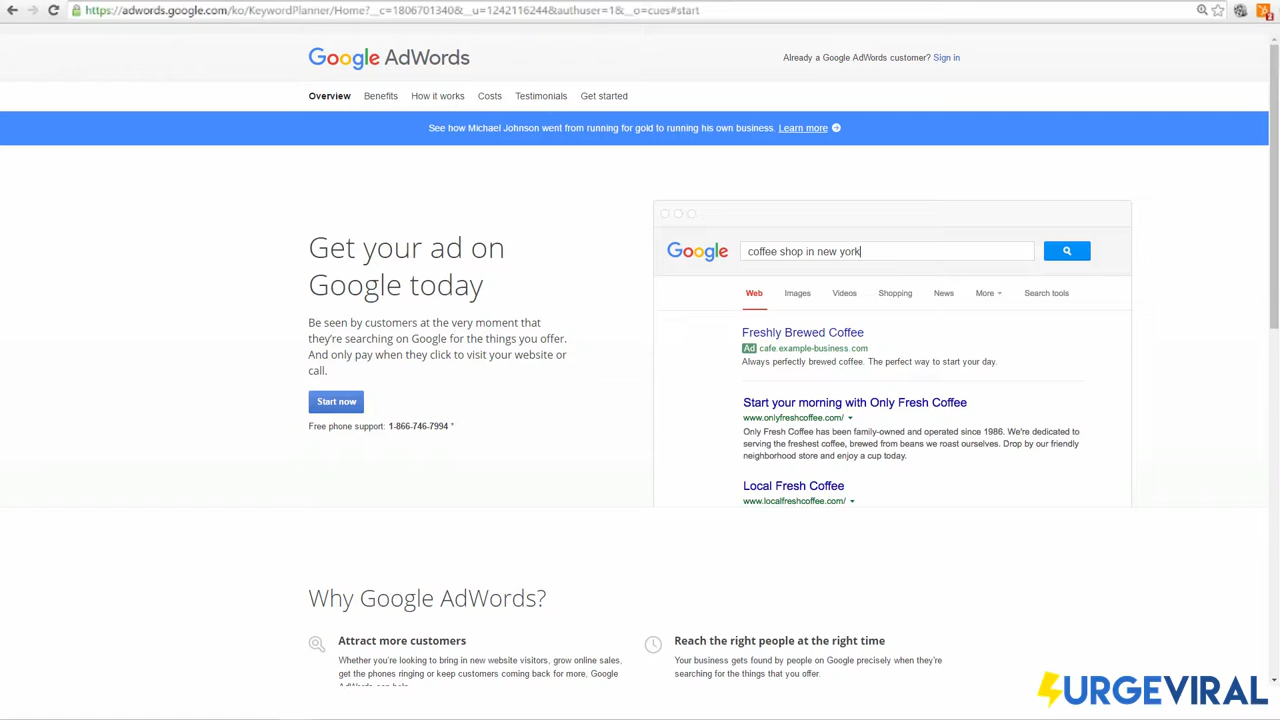 https://adwords.google.com/ko/KeywordPlanner/Home?__c=1806701340&__u=1242116244&authuser=1&__o=cues#start
2
Google AdWords
Already a Google AdWords customer? Sign in
Overview Benefits How it works Costs Testimonials Get started
See how Michael Johnson went from running for gold to running his own business. Learn more
Get your ad on
Google today
Be seen by customers at the very moment that
they're searching on Google for the things you offer.
And only pay when they click to visit your website or
call.
Start now
Free phone support: 1-866-746-7994 *
Google coffee shop in new york
Web Images Videos Shopping News More Search tools
Freshly Brewed Coffee
Ad cafe.example-business.com
Always perfectly brewed coffee. The perfect way to start your day.
Start your morning with Only Fresh Coffee
www.onlyfreshcoffee.com/
Only Fresh Coffee has been family-owned and operated since 1986. We're dedicated to
serving the freshest coffee, brewed from beans we roast ourselves. Drop by our friendly
neighborhood store and enjoy a cup today.
Local Fresh Coffee
www.localfreshcoffee.com/
Why Google AdWords?
Attract more customers
Whether you're looking to bring in new website visitors, grow online sales,
get the phones ringing or keep customers coming back for more, Google
AdWords can help.
Reach the right people at the right time
Your business gets found by people on Google precisely when they're
searching for the things that you offer.
SURGEVIRAL